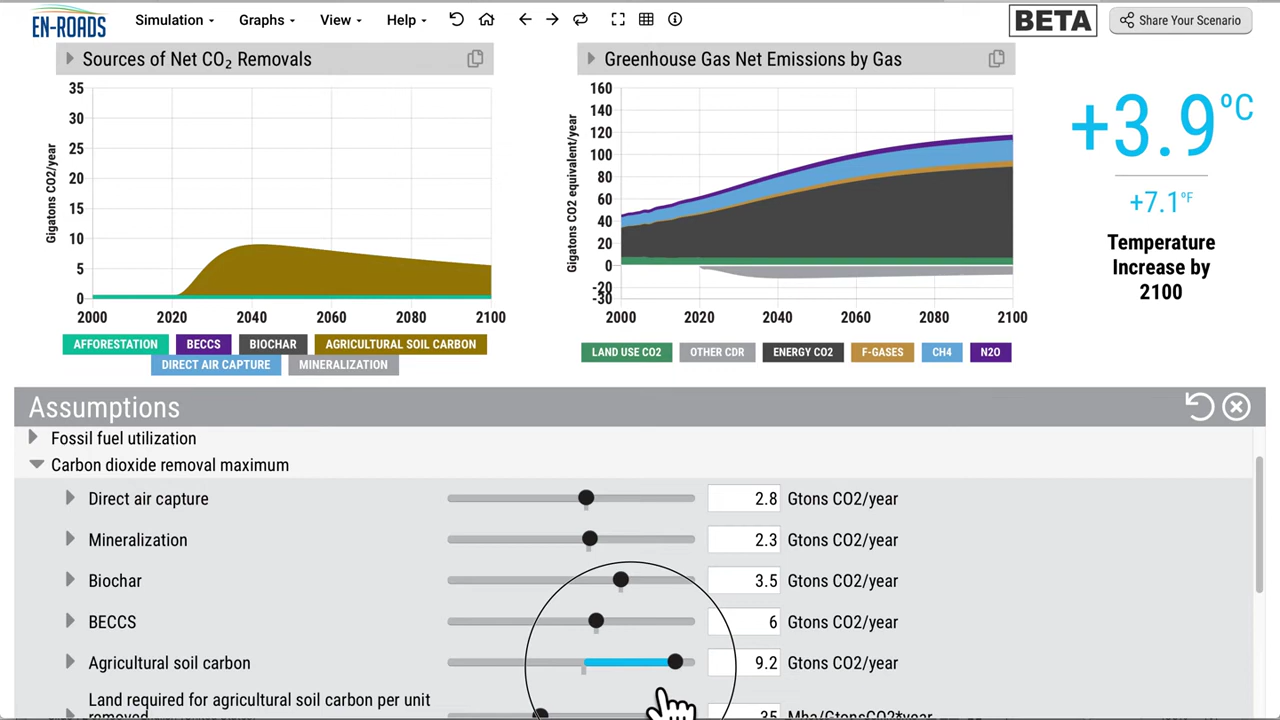 EN-ROADS
Simulation Graphs View Help
BETA
Share Your Scenario
Sources of Net CO₂ Removals
35
30
25
20
15
10
5
0
Gigatons CO2/year
2000 2020 2040 2060 2080 2100
AFFORESTATION BECCS BIOCHAR AGRICULTURAL SOIL CARBON
DIRECT AIR CAPTURE MINERALIZATION
Greenhouse Gas Net Emissions by Gas
160
140
120
100
80
60
40
20
0
-20
-30
Gigatons CO2 equivalent/year
2000 2020 2040 2060 2080 2100
LAND USE CO2 OTHER CDR ENERGY CO2 F-GASES CH4 N2O
+3.9°C
+7.1°F
Temperature
Increase by
2100
Assumptions
Fossil fuel utilization
Carbon dioxide removal maximum
Direct air capture 2.8 Gtons CO2/year
Mineralization 2.3 Gtons CO2/year
Biochar 3.5 Gtons CO2/year
BECCS 6 Gtons CO2/year
Agricultural soil carbon 9.2 Gtons CO2/year
Land required for agricultural soil carbon per unit
removed 35 Mha/GtonsCO2*year